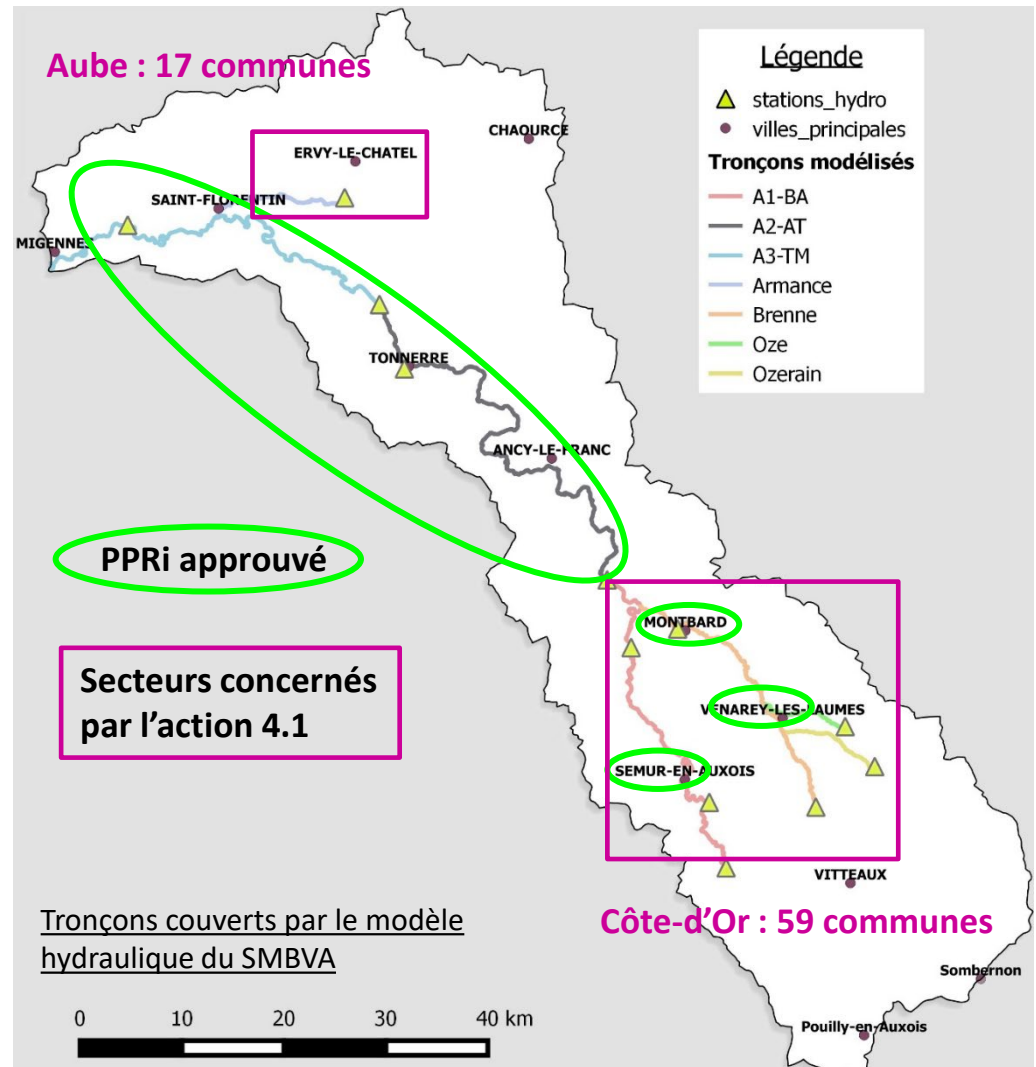 Aube : 17 communes
Légende
stations_hydro
villes_principales
Tronçons modélisés
A1-BA
A2-AT
A3-TM
Armance
Brenne
Oze
Ozerain
CHAOURCE
ERVY-LE-CHATEL
SAINT-FLORENTIN
MIGENNES
TONNERRE
ANCY-LE-FRANC
PPRi approuvé
MONTBARD
Secteurs concernés
par l’action 4.1
VENAREY-LES-LAUMES
SEMUR-EN-AUXOIS
VITTEAUX
Côte-d’Or : 59 communes
Tronçons couverts par le modèle
hydraulique du SMBVA
Sombernon
Pouilly-en-Auxois
0 10 20 30 40 km